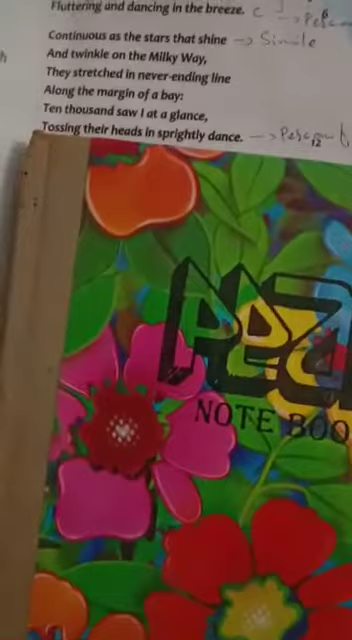 Fluttering and dancing in the breeze.
Continuous as the stars that shine → Simile
And twinkle on the Milky Way,
They stretched in never-ending line
Along the margin of a bay:
Ten thousand saw I at a glance,
Tossing their heads in sprightly dance.
12
NOTE BOO